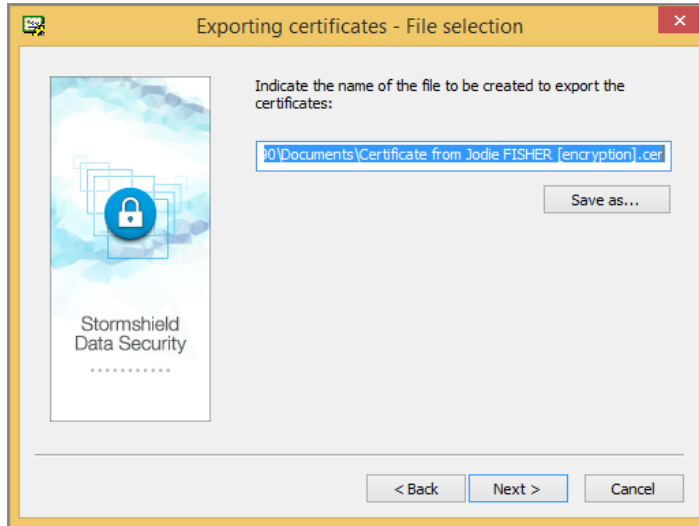 Exporting certificates - File selection
Indicate the name of the file to be created to export the
certificates:
90\Documents\Certificate from Jodie FISHER [encryption].cer
Save as...
Stormshield
Data Security
< Back
Next >
Cancel